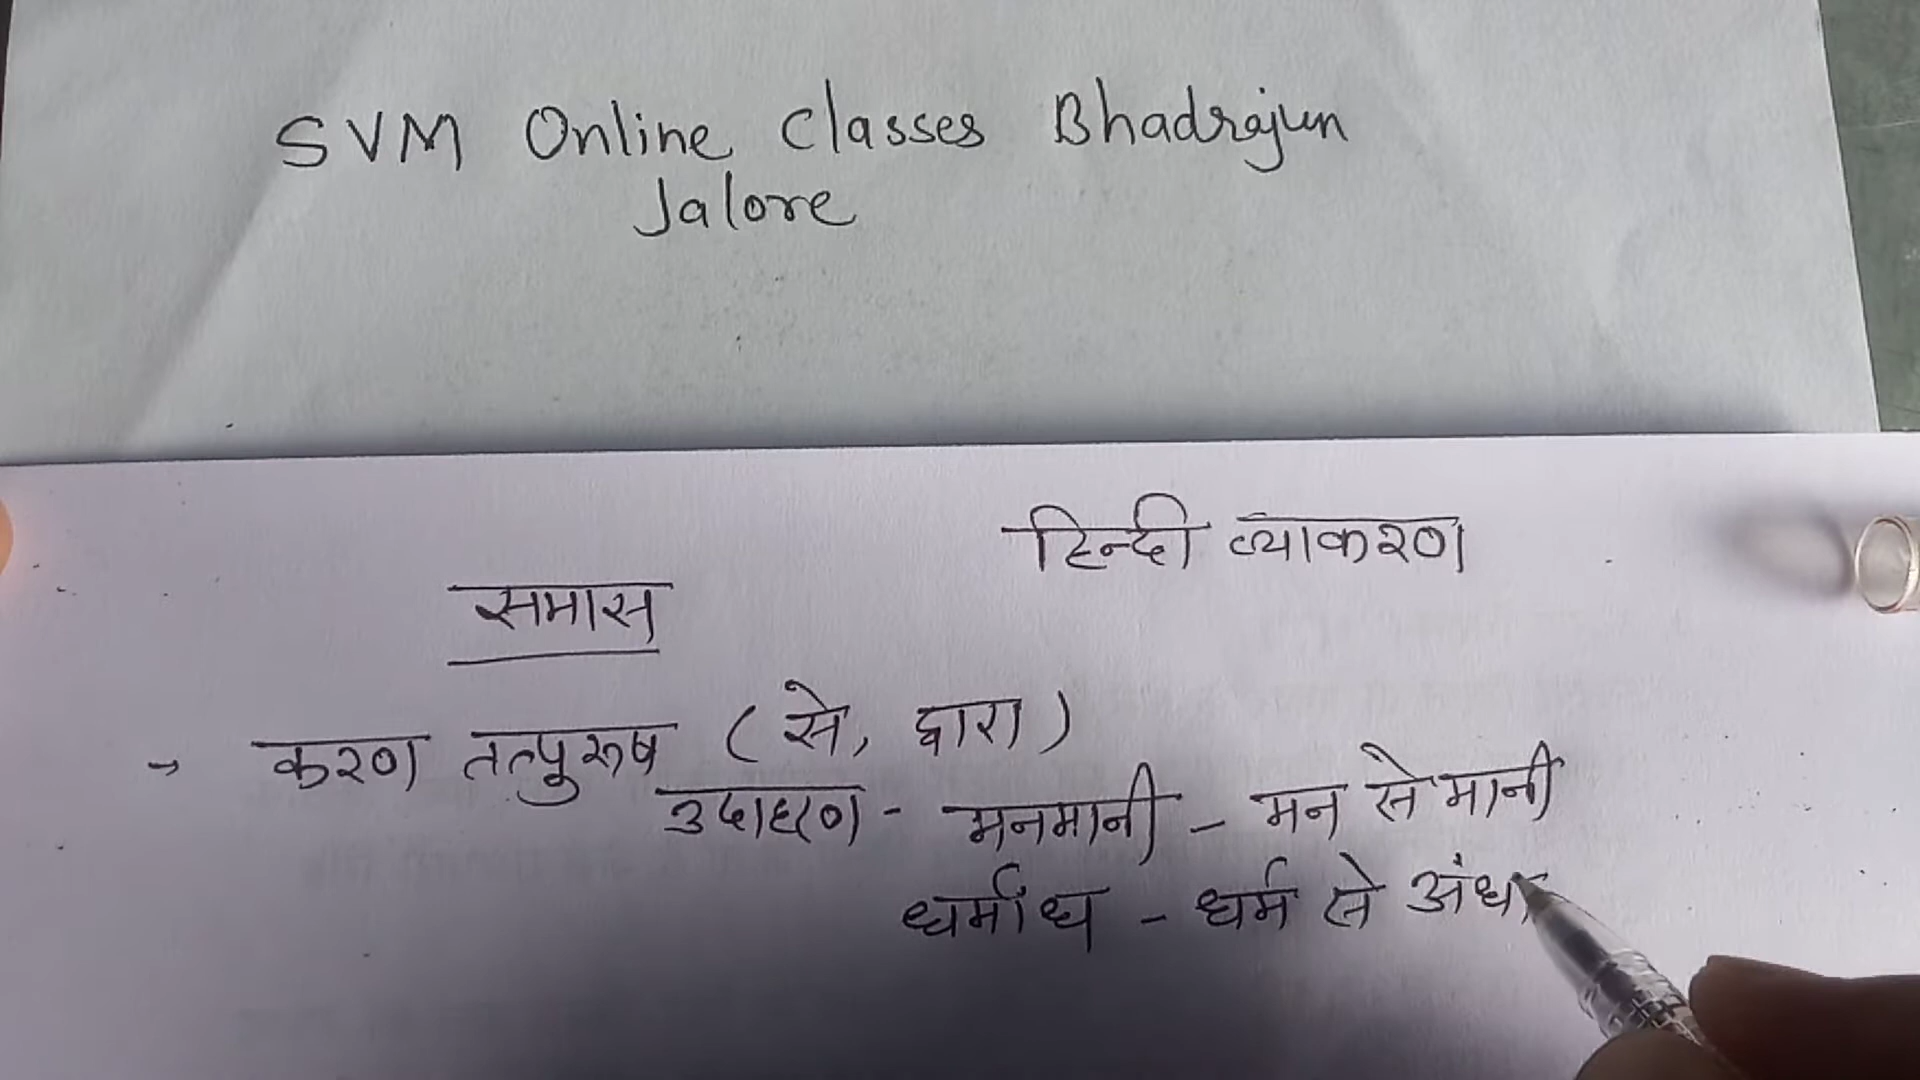 SVM Online Classes Bhadrajun
Jalore
हिन्दी व्याकरण
समास
→ करण तत्पुरूष (से, द्वारा)
उदाहरण - मनमानी - मन से मानी
धर्मांध - धर्म से अंधा